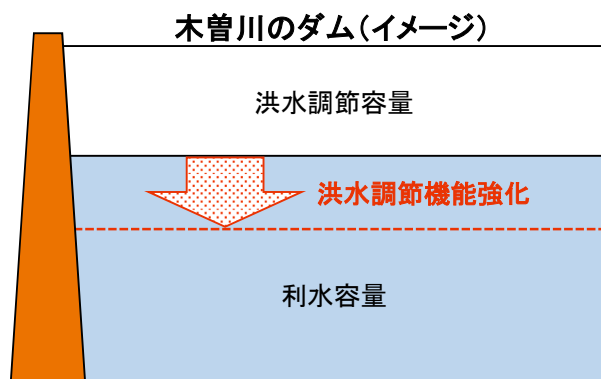 木曽川のダム(イメージ)
洪水調節容量
洪水調節機能強化
利水容量